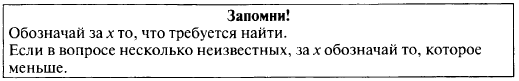 Запомни!
Обозначай за x то, что требуется найти.
Если в вопросе несколько неизвестных, за x обозначай то, которое
меньше.